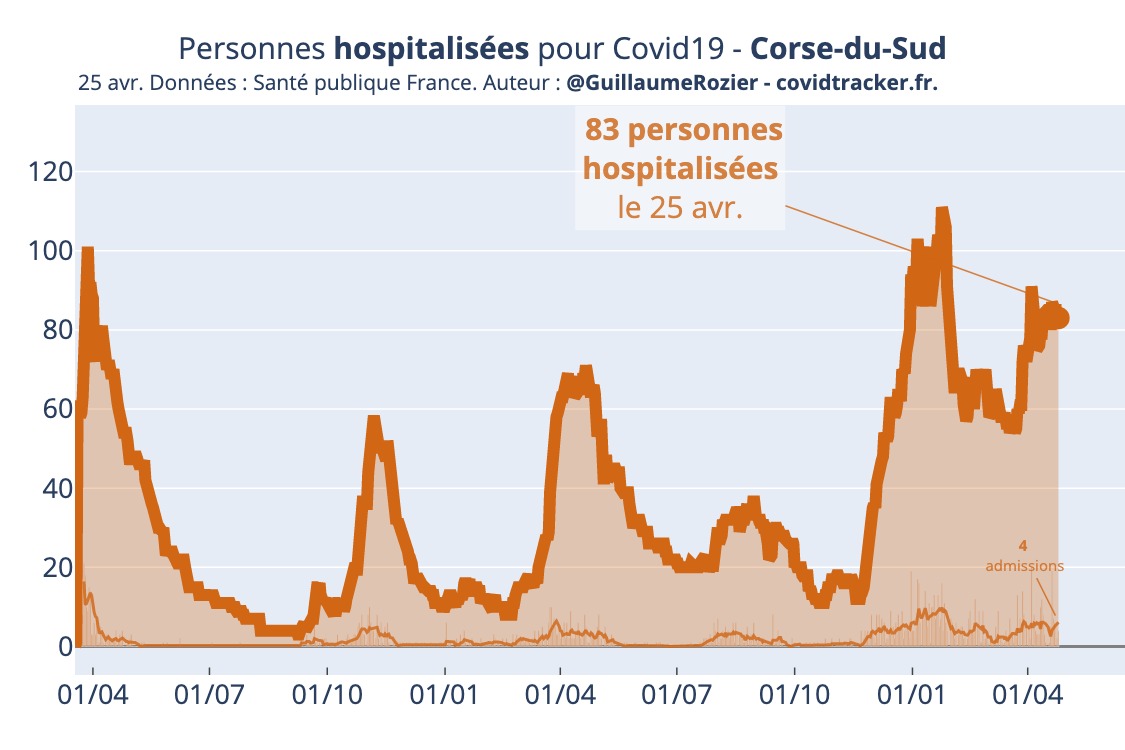 Personnes hospitalisées pour Covid19 - Corse-du-Sud
25 avr. Données : Santé publique France. Auteur : @GuillaumeRozier - covidtracker.fr.
83 personnes
hospitalisées
le 25 avr.
120
100
80
60
40
20
0
4
admissions
01/04 01/07 01/10 01/01 01/04 01/07 01/10 01/01 01/04